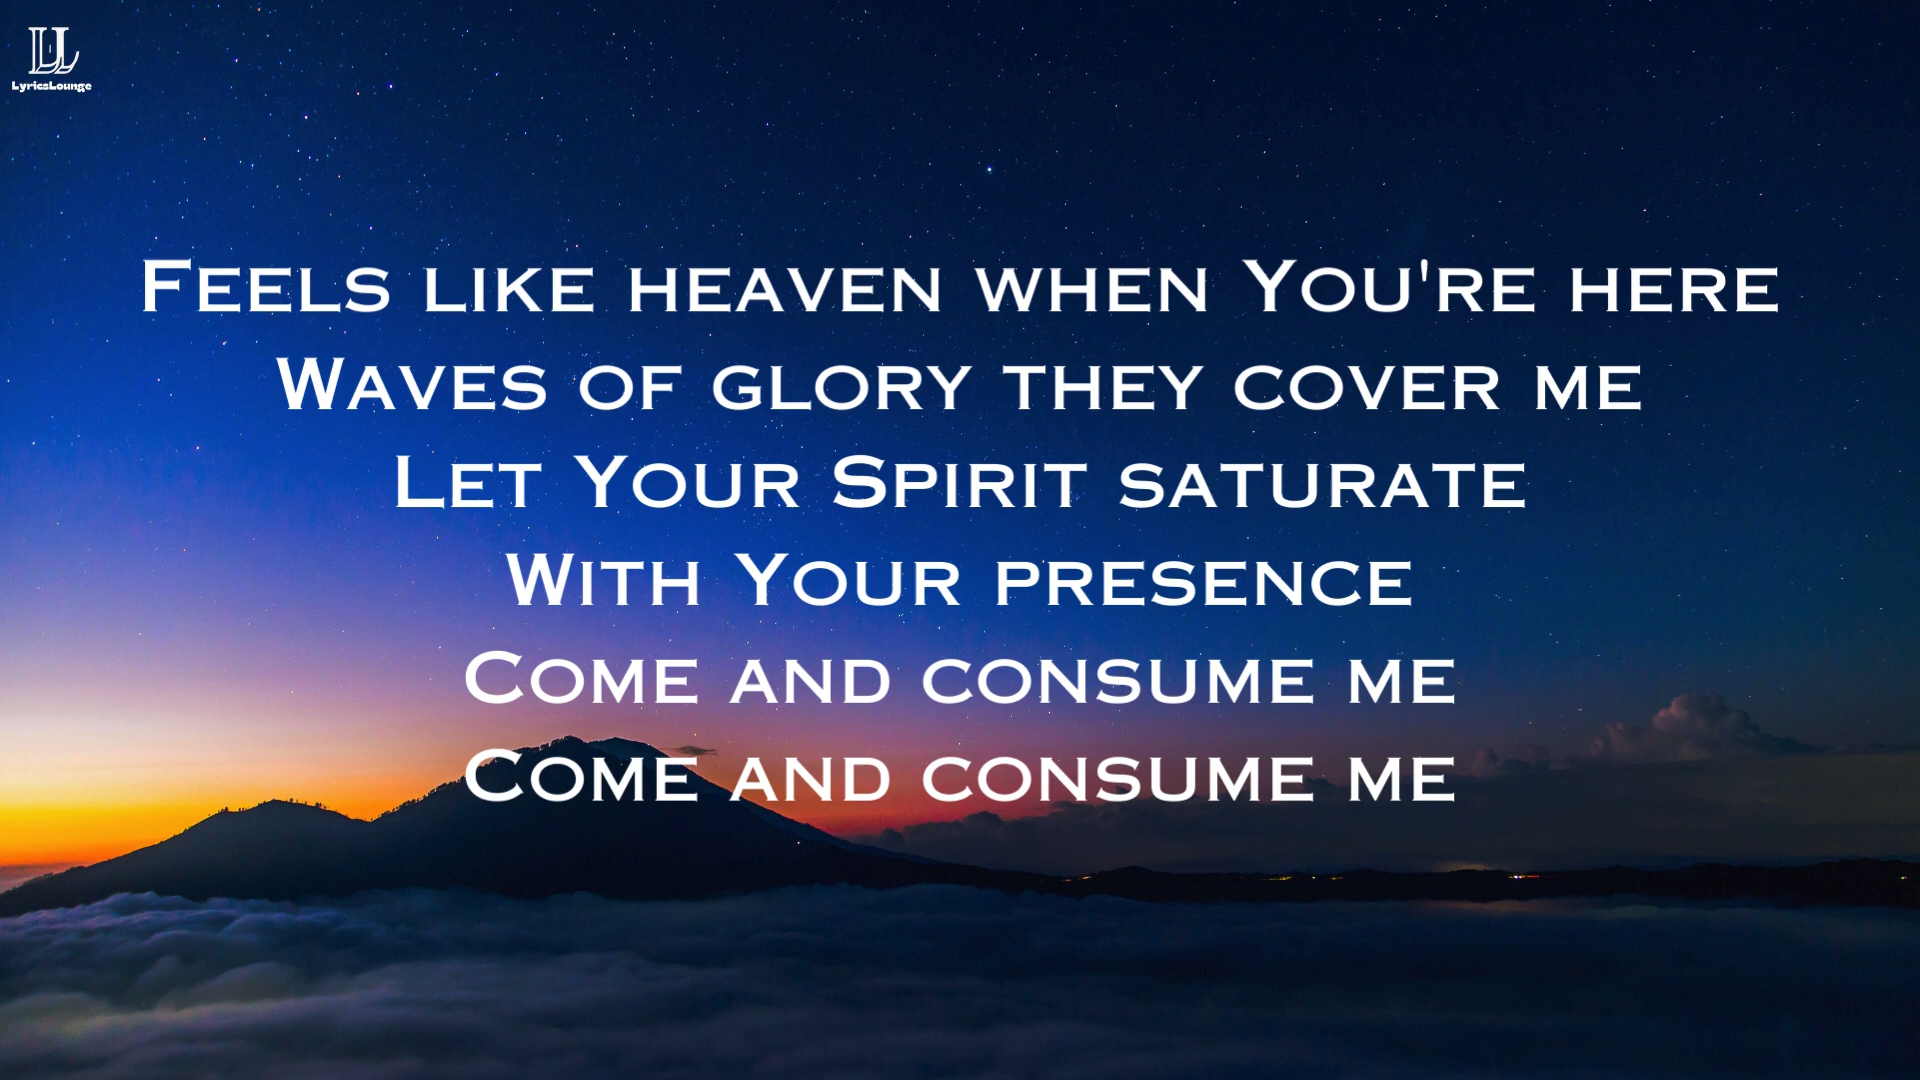 LL
LyricsLounge
Feels like heaven when You're here
Waves of glory they cover me
Let Your Spirit saturate
With Your presence
Come and consume me
Come and consume me